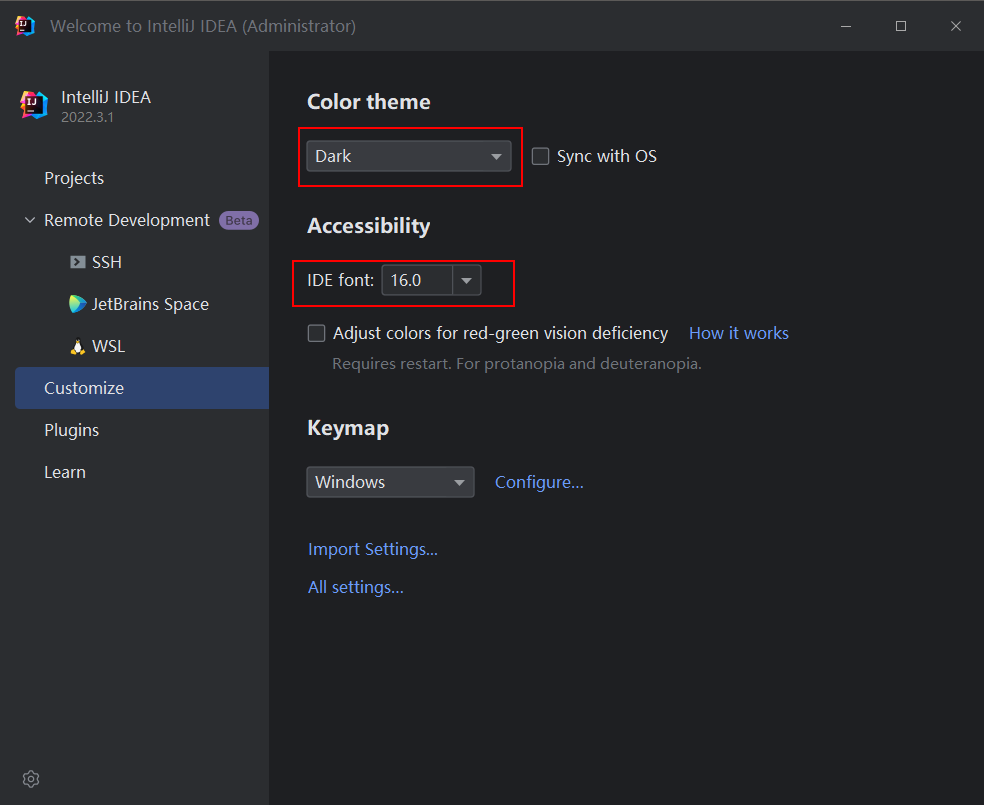 Welcome to IntelliJ IDEA (Administrator)
IntelliJ IDEA
2022.3.1
Projects
Remote Development Beta
SSH
JetBrains Space
WSL
Customize
Plugins
Learn
Color theme
Dark Sync with OS
Accessibility
IDE font: 16.0
Adjust colors for red-green vision deficiency How it works
Requires restart. For protanopia and deuteranopia.
Keymap
Windows Configure...
Import Settings...
All settings...